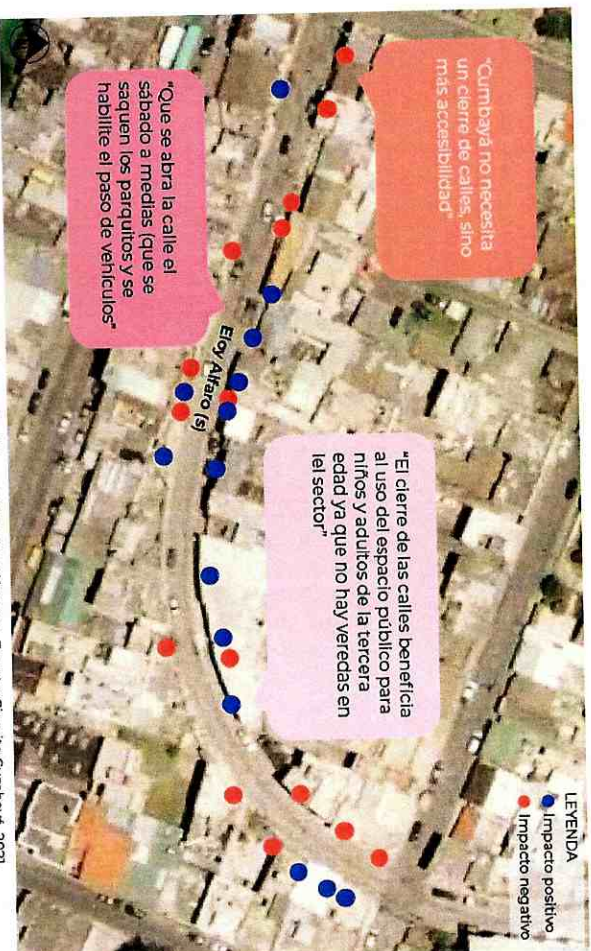 "Cumbayá no necesita
un cierre de calles, sino
más accesibilidad"
LEYENDA
Impacto positivo
Impacto negativo
"El cierre de las calles beneficia
al uso del espacio público para
niños y adultos de la tercera
edad ya que no hay veredas en
lel sector"
Eloy Alfaro (s)
"Que se abra la calle el
sábado a medias (que se
saquen los parquitos y se
habilite el paso de vehículos"
Circuito Cumbayá, 2021